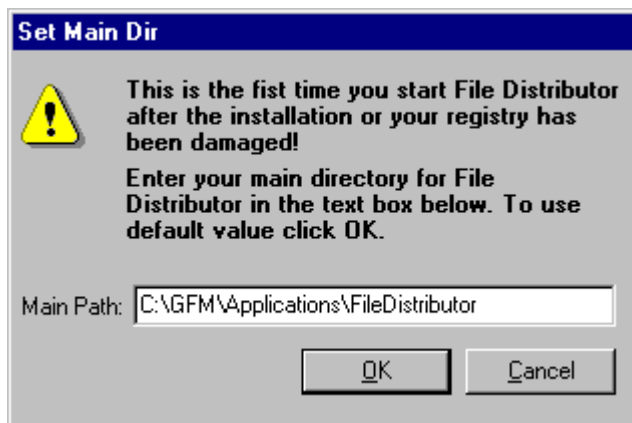 Set Main Dir
This is the fist time you start File Distributor
after the installation or your registry has
been damaged!
Enter your main directory for File
Distributor in the text box below. To use
default value click OK.
Main Path: C:\GFM\Applications\FileDistributor
OK Cancel